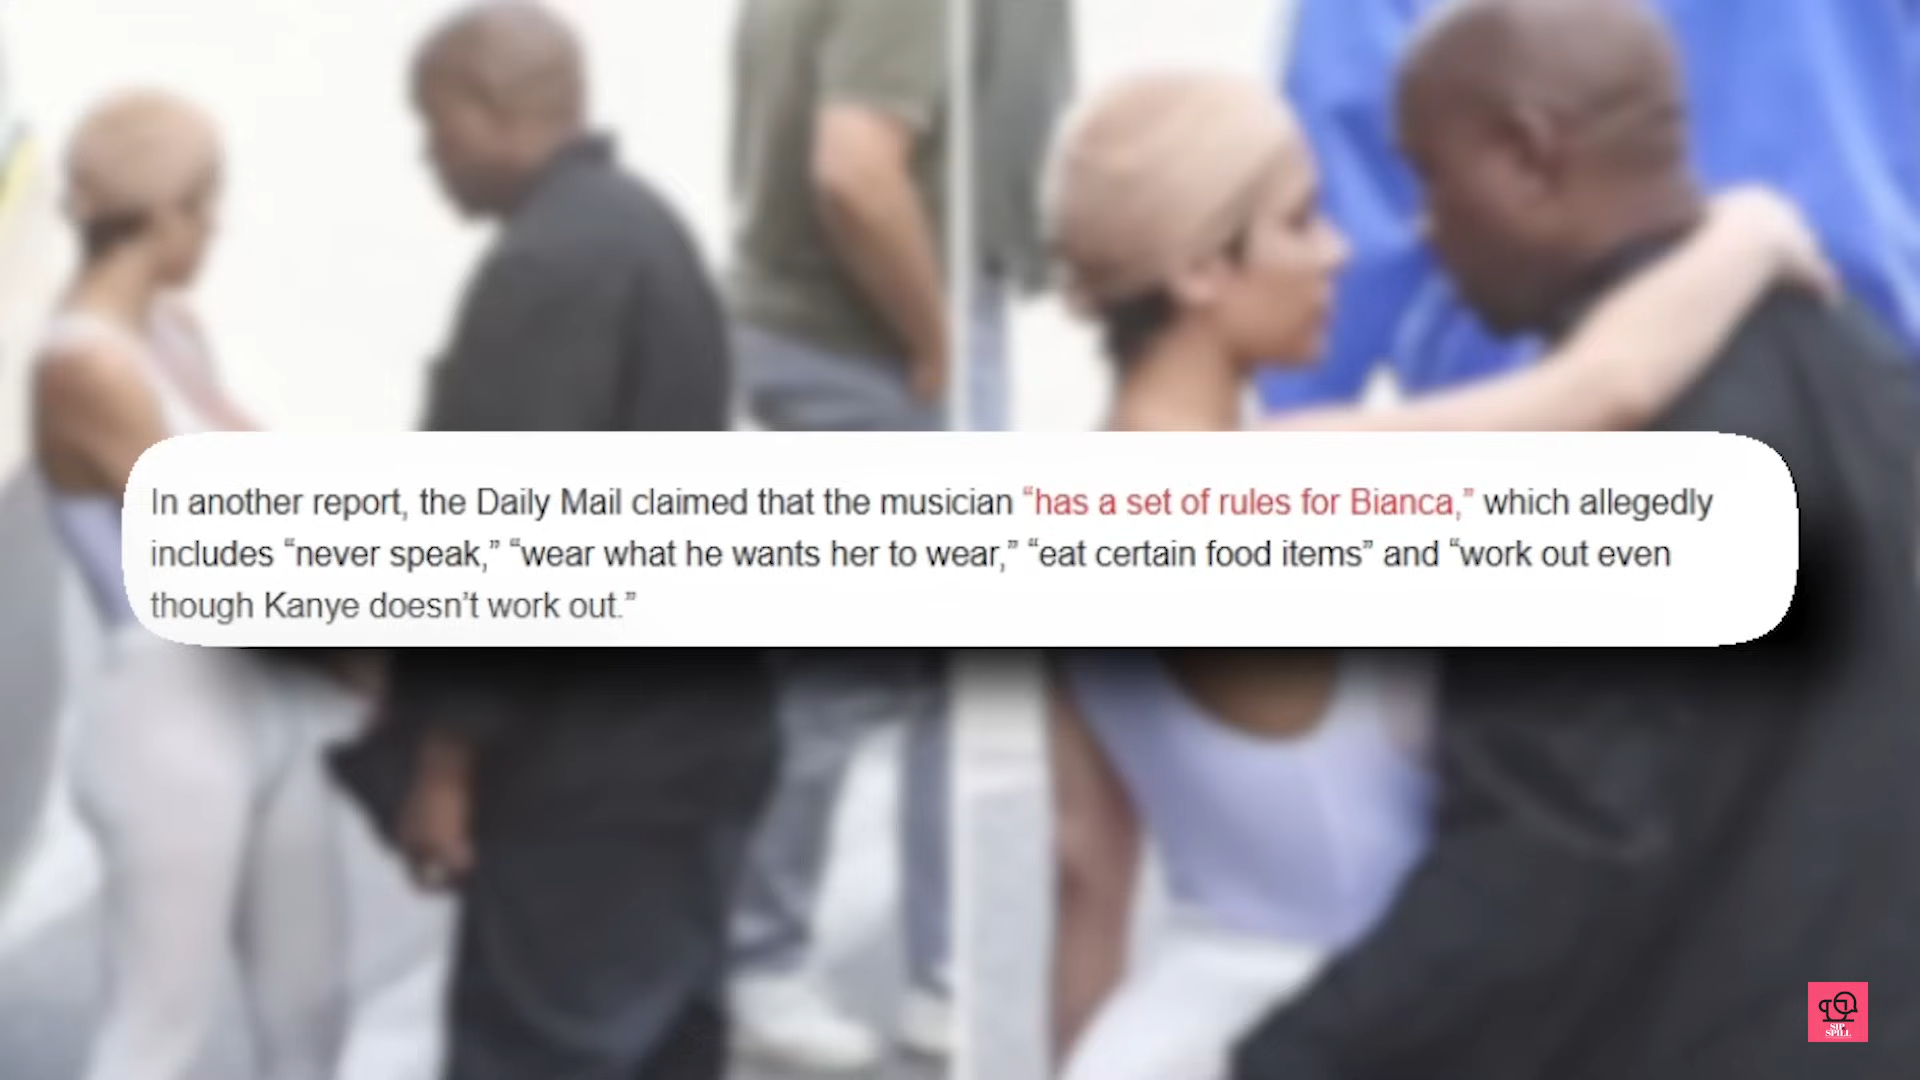 In another report, the Daily Mail claimed that the musician “has a set of rules for Bianca,” which allegedly
includes “never speak,” “wear what he wants her to wear,” “eat certain food items” and “work out even
though Kanye doesn’t work out.”
SIP
SPILL